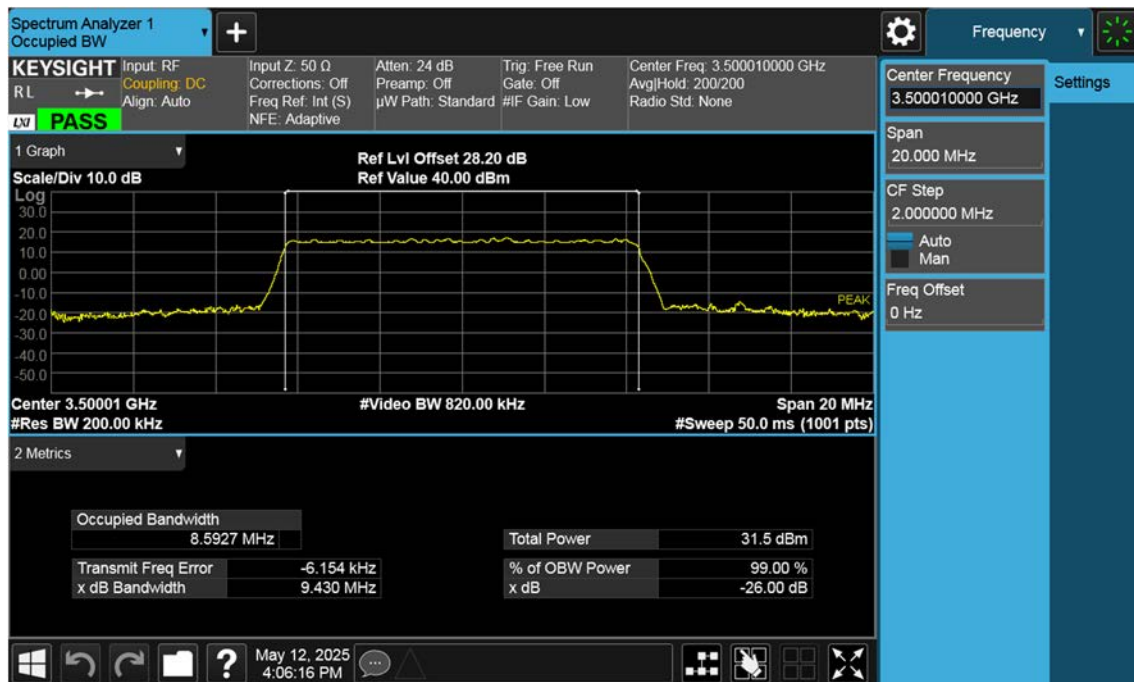 Spectrum Analyzer 1
Occupied BW
+
Frequency
KEYSIGHT
RL
LXI PASS
Input: RF
Coupling: DC
Align: Auto
Input Z: 50 Ω
Corrections: Off
Freq Ref: Int (S)
NFE: Adaptive
Atten: 24 dB
Preamp: Off
µW Path: Standard
Trig: Free Run
Gate: Off
#IF Gain: Low
Center Freq: 3.500010000 GHz
Avg|Hold: 200/200
Radio Std: None
Center Frequency
3.500010000 GHz
Settings
Span
20.000 MHz
CF Step
2.000000 MHz
Auto
Man
Freq Offset
0 Hz
1 Graph
Scale/Div 10.0 dB
Ref Lvl Offset 28.20 dB
Ref Value 40.00 dBm
Log
30.0
20.0
10.0
0.00
-10.0
-20.0
-30.0
-40.0
-50.0
PEAK
Center 3.50001 GHz
#Video BW 820.00 kHz
Span 20 MHz
#Res BW 200.00 kHz
#Sweep 50.0 ms (1001 pts)
2 Metrics
Occupied Bandwidth
8.5927 MHz
Total Power 31.5 dBm
Transmit Freq Error -6.154 kHz
% of OBW Power 99.00 %
x dB Bandwidth 9.430 MHz
x dB -26.00 dB
?
May 12, 2025
4:06:16 PM